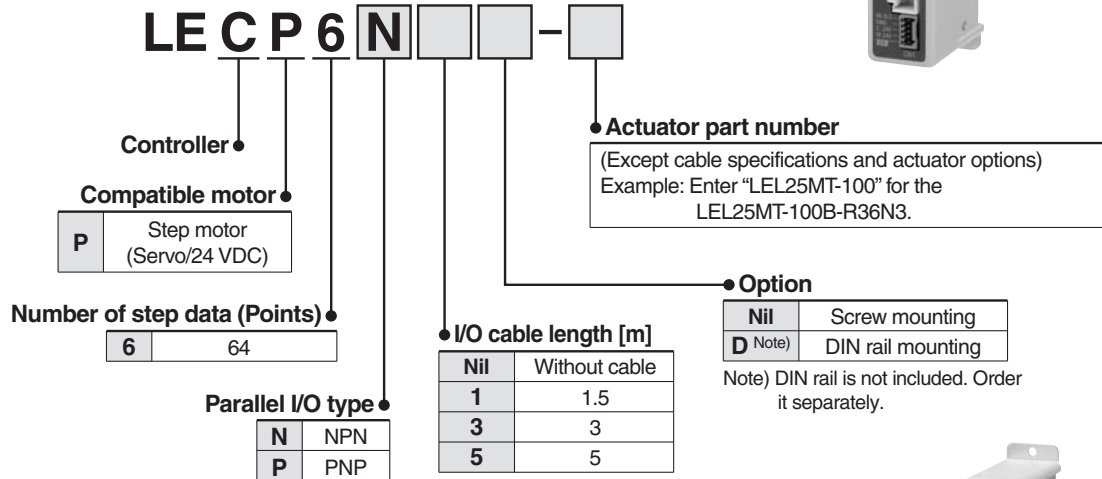 LE C P 6 N –
Controller
Compatible motor
P Step motor
(Servo/24 VDC)
Number of step data (Points)
6 64
Parallel I/O type
N NPN
P PNP
I/O cable length [m]
Nil Without cable
1 1.5
3 3
5 5
Option
Nil Screw mounting
D Note) DIN rail mounting
Note) DIN rail is not included. Order
it separately.
Actuator part number
(Except cable specifications and actuator options)
Example: Enter “LEL25MT-100” for the
LEL25MT-100B-R36N3.